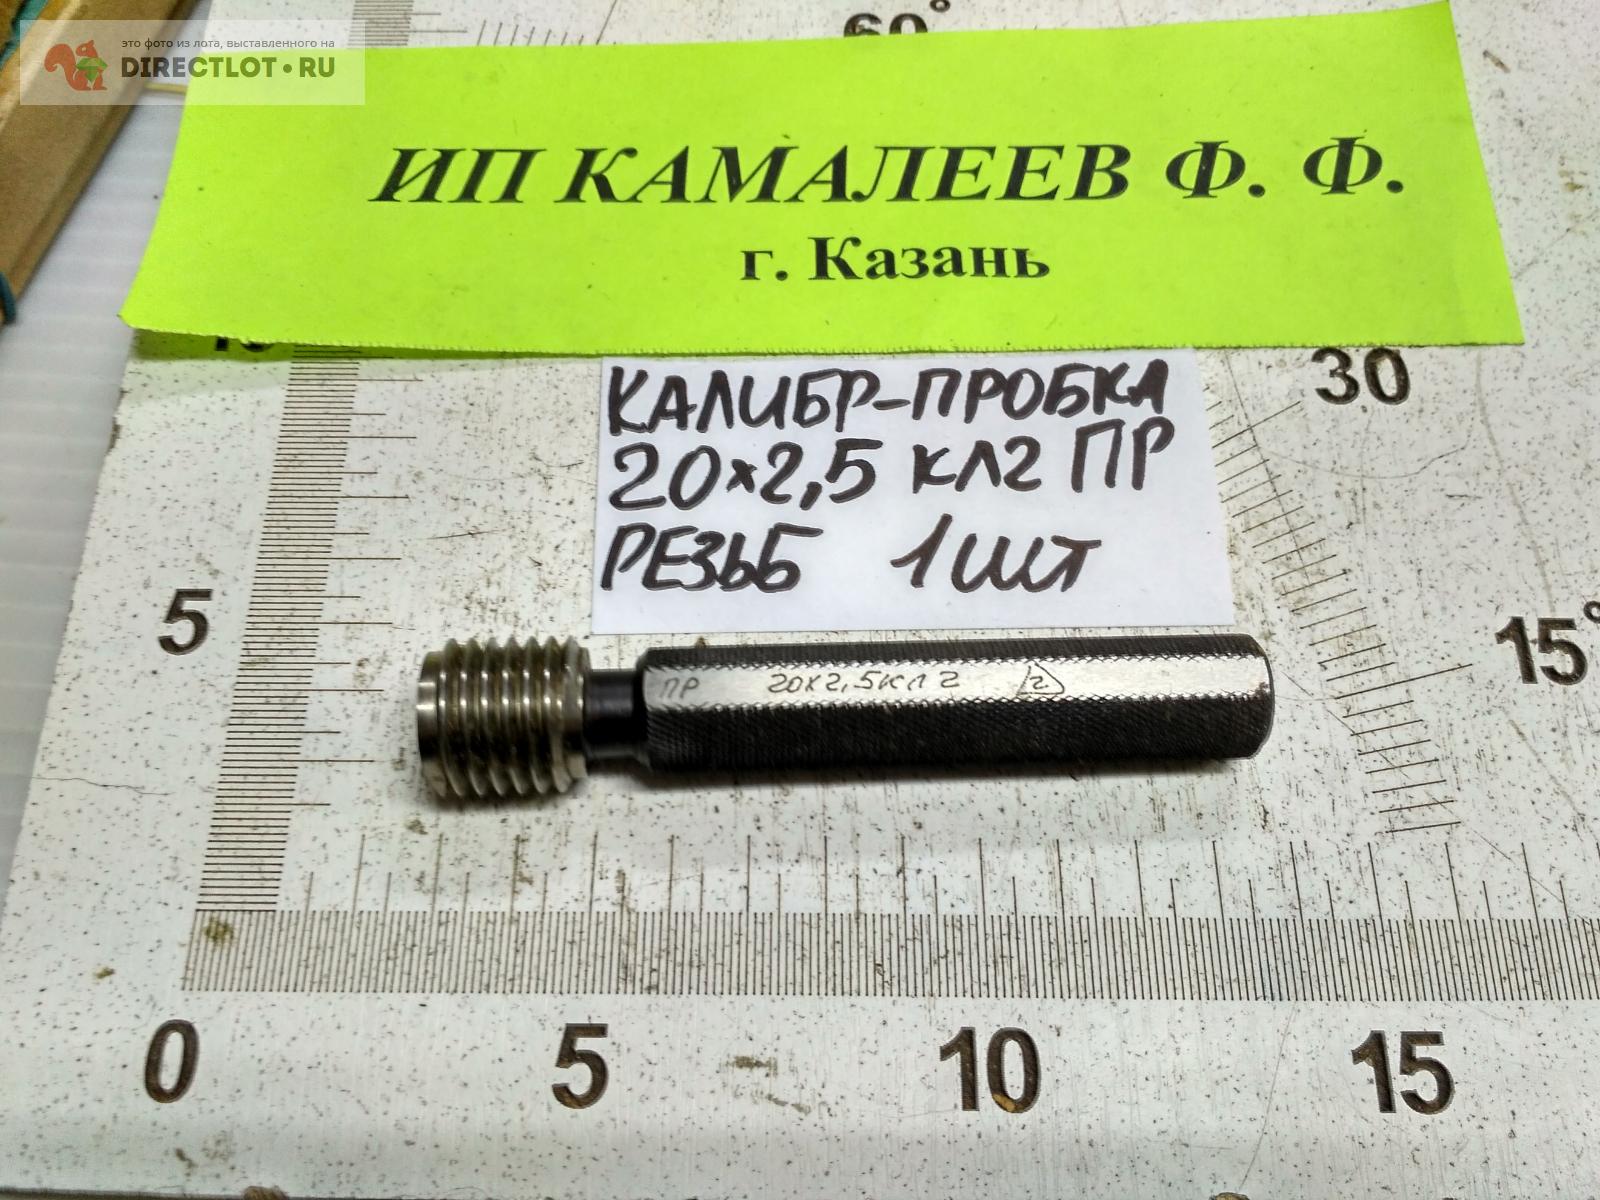 это фото из лота, выставленного на
DIRECTLOT•RU
60°
ИП КАМАЛЕЕВ Ф. Ф.
г. Казань
30
КАЛИБР-ПРОБКА
20×2,5 кл2 ПР
РЕЗЬБ 1шт
5
15°
ПР 20х2,5кл2 2
0 5 10 15